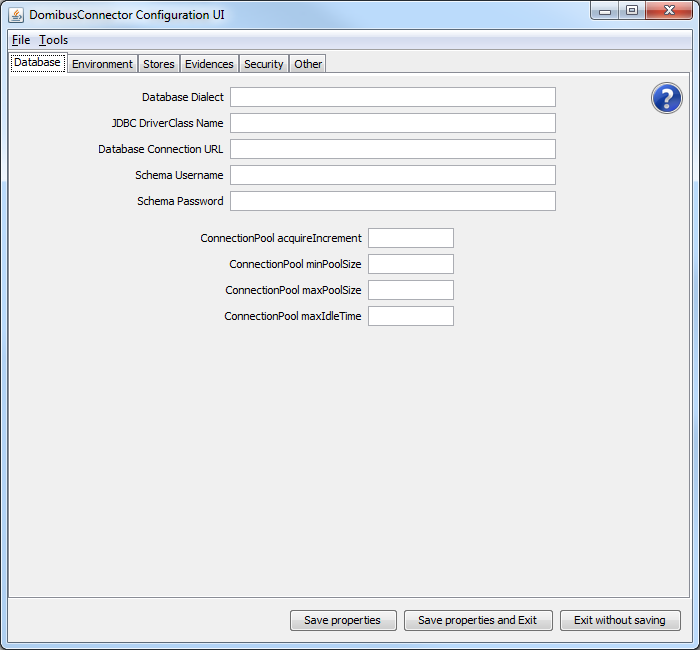 DomibusConnector Configuration UI
File Tools
Database Environment Stores Evidences Security Other
Database Dialect
?
JDBC DriverClass Name
Database Connection URL
Schema Username
Schema Password
ConnectionPool acquireIncrement
ConnectionPool minPoolSize
ConnectionPool maxPoolSize
ConnectionPool maxIdleTime
Save properties Save properties and Exit Exit without saving